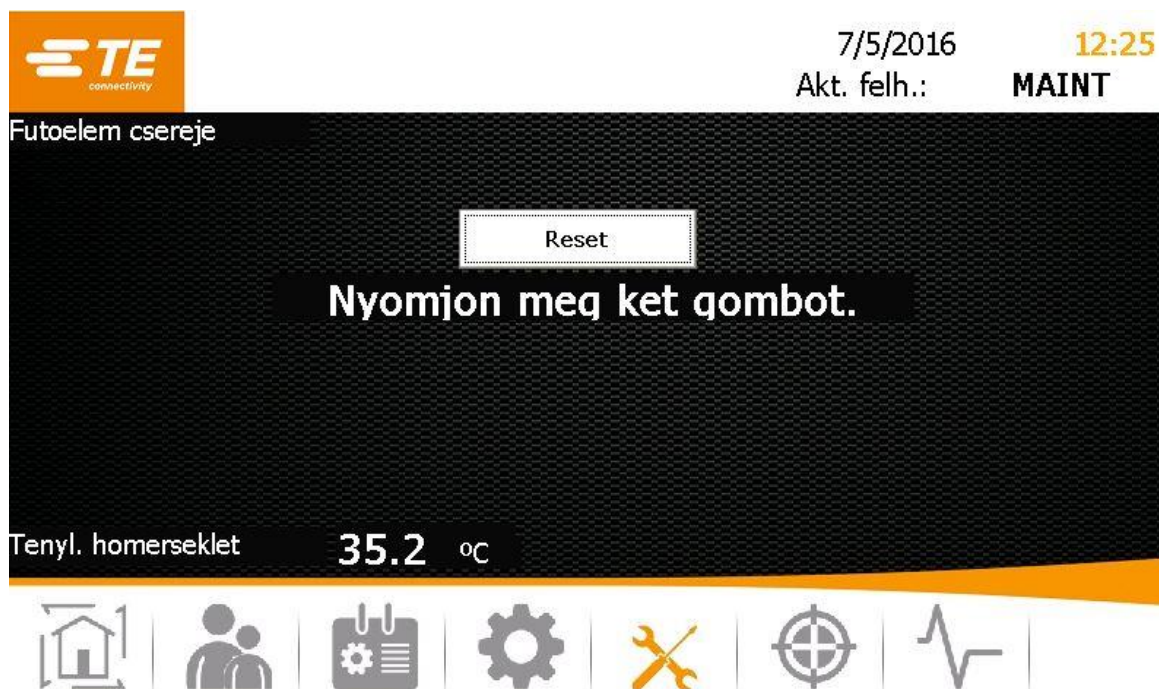 TE
connectivity
7/5/2016 12:25
Akt. felh.: MAINT
Futoelem csereje
Reset
Nyomjon meg ket gombot.
Tenyl. homerseklet 35.2 ºC